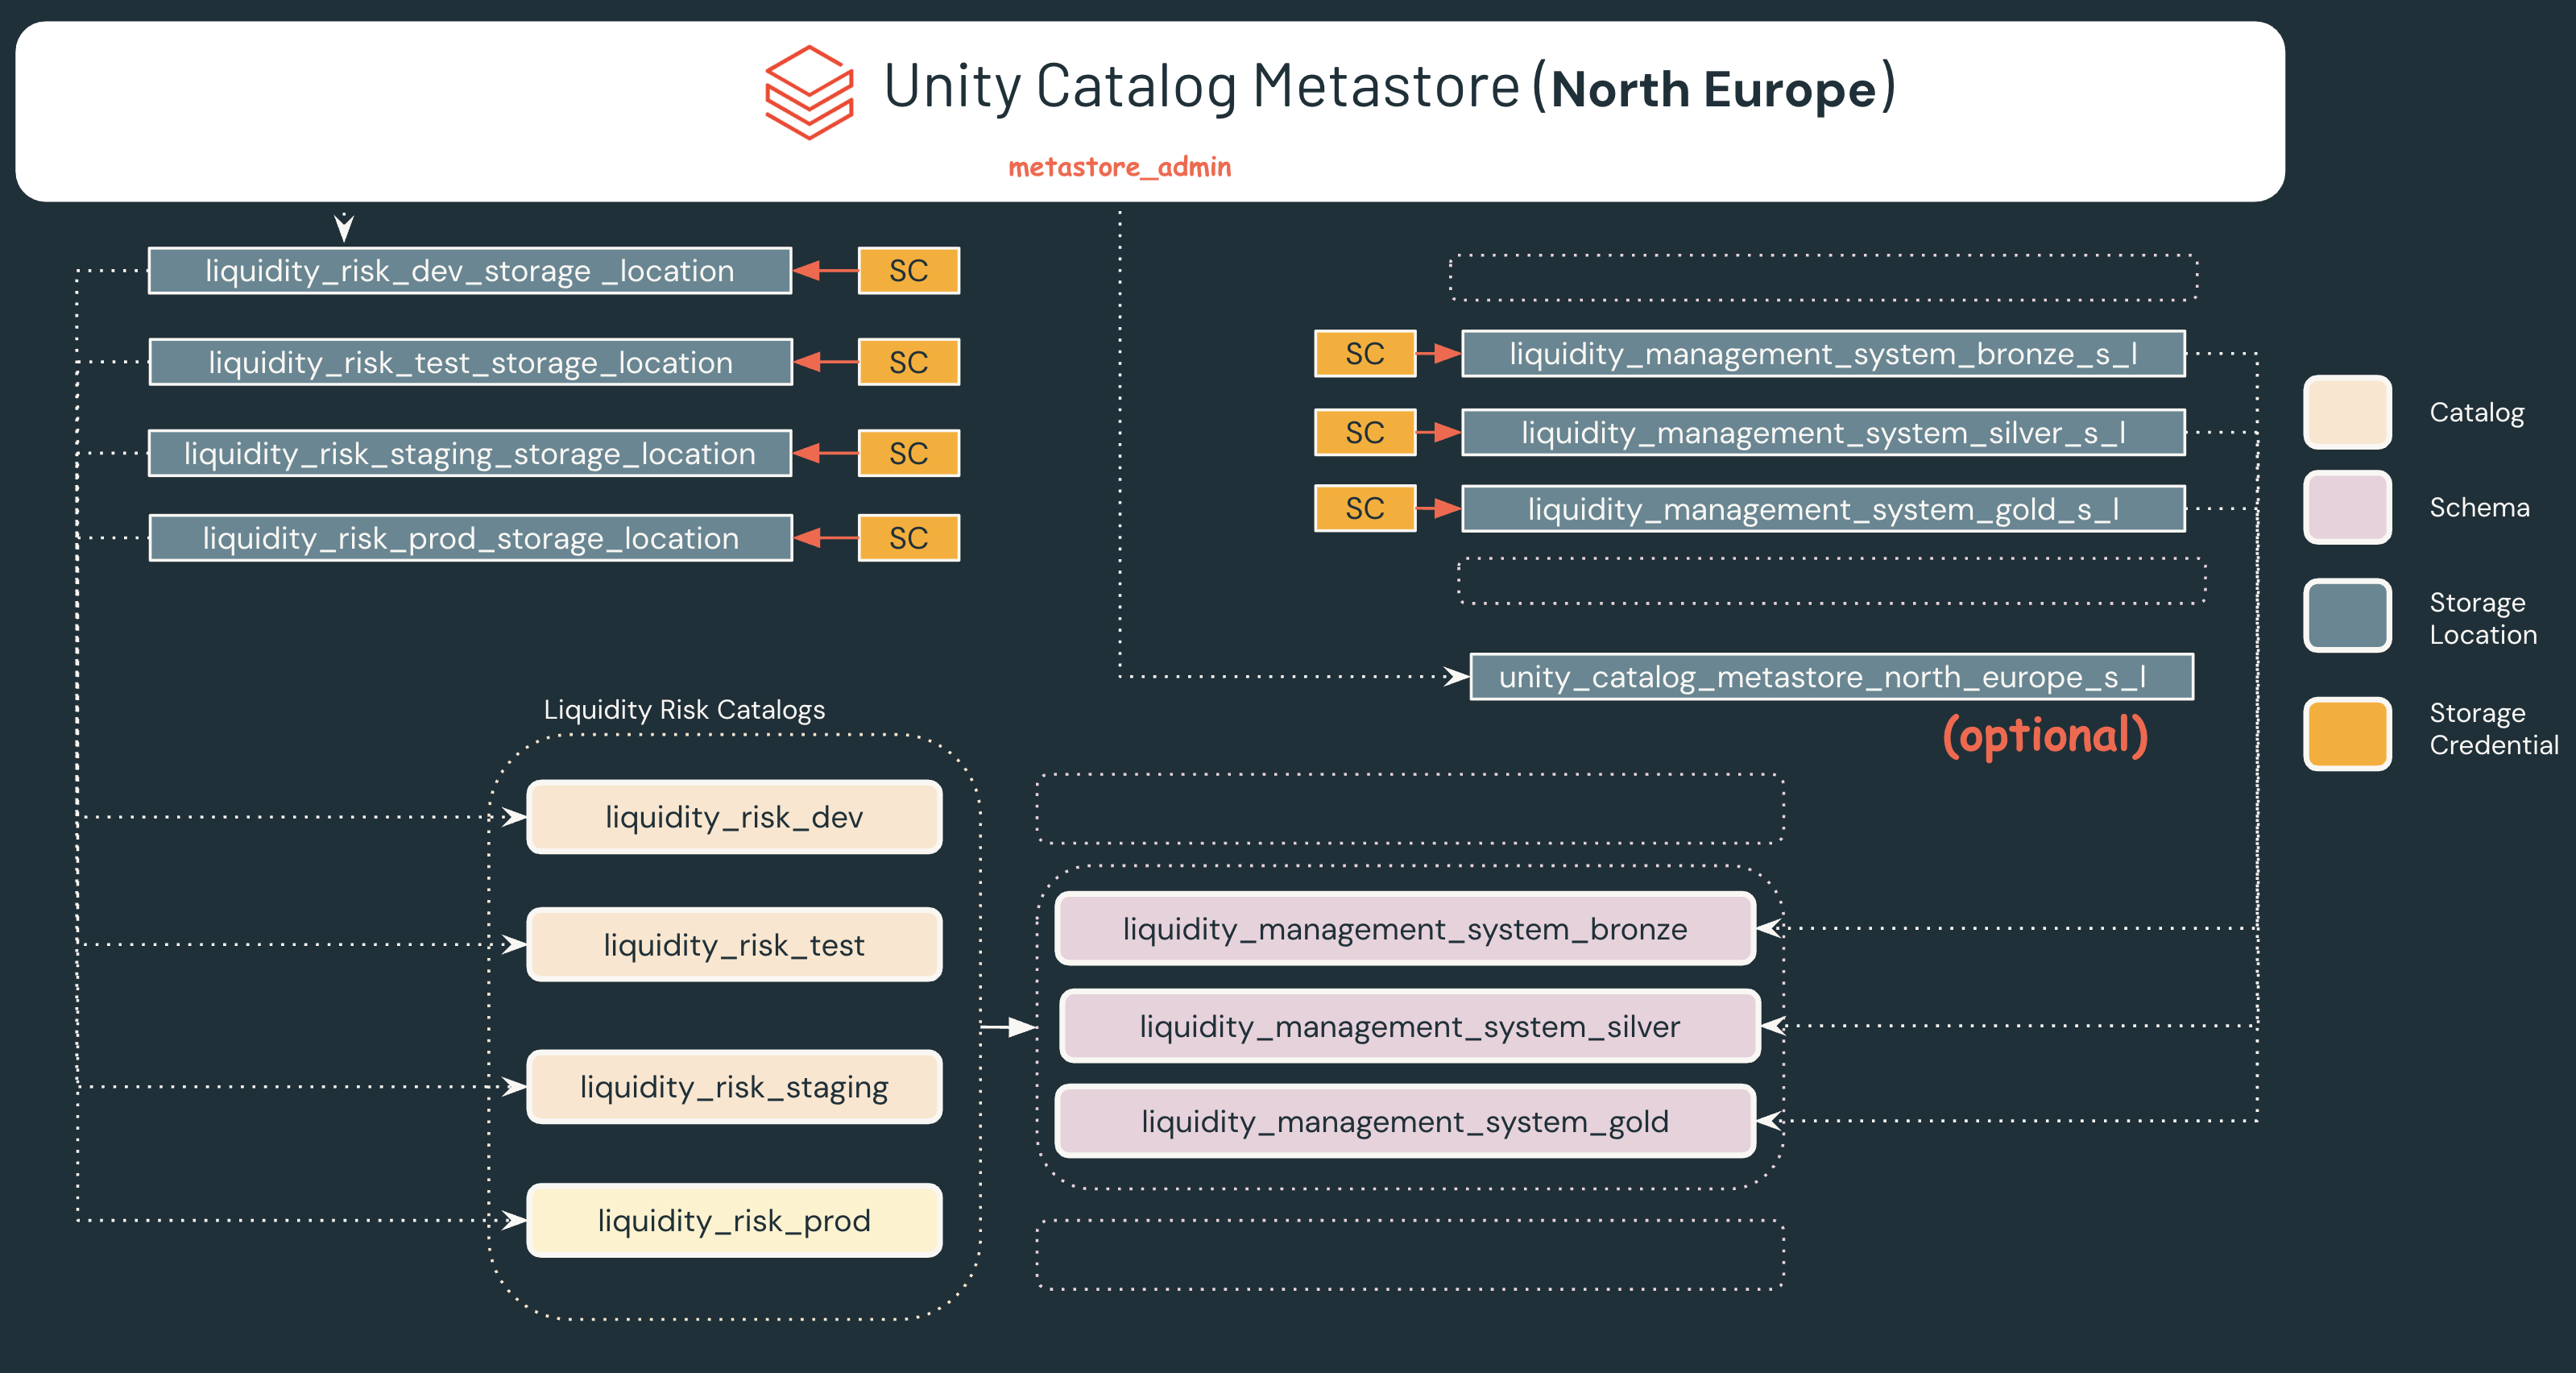 Unity Catalog Metastore (North Europe)
metastore_admin
liquidity_risk_dev_storage _location
SC
liquidity_risk_test_storage_location
SC
liquidity_risk_staging_storage_location
SC
liquidity_risk_prod_storage_location
SC
SC
liquidity_management_system_bronze_s_l
SC
liquidity_management_system_silver_s_l
SC
liquidity_management_system_gold_s_l
unity_catalog_metastore_north_europe_s_l
(optional)
Catalog
Schema
Storage
Location
Storage
Credential
Liquidity Risk Catalogs
liquidity_risk_dev
liquidity_risk_test
liquidity_risk_staging
liquidity_risk_prod
liquidity_management_system_bronze
liquidity_management_system_silver
liquidity_management_system_gold